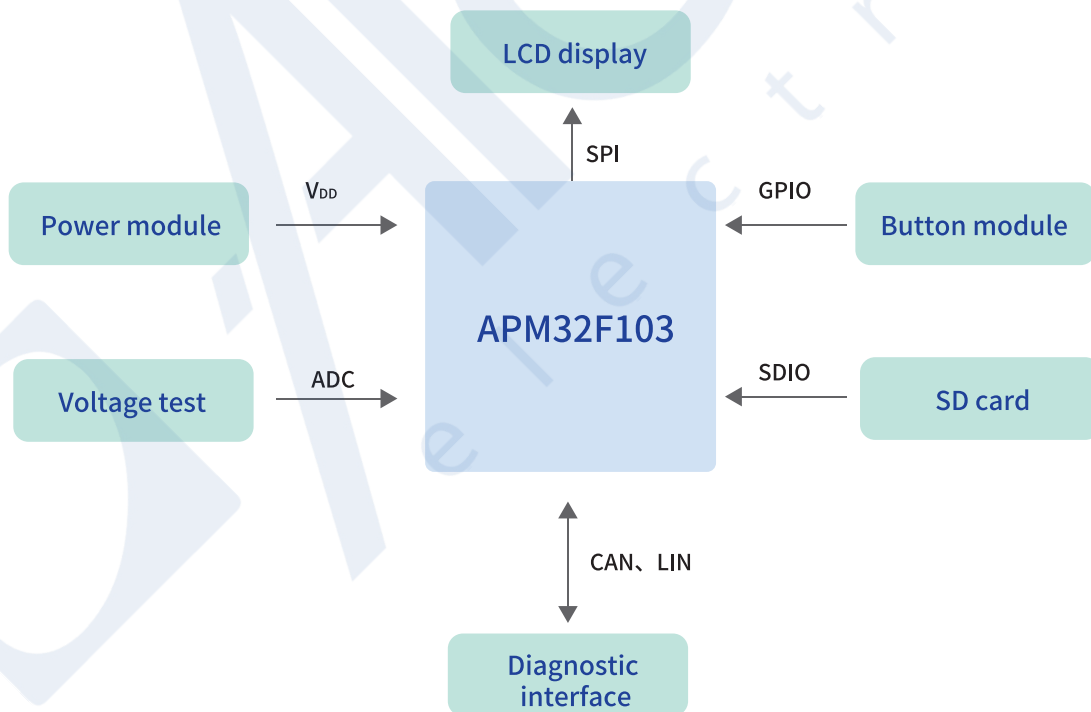 LCD display
SPI
VDD
GPIO
Power module
Button module
APM32F103
ADC
SDIO
Voltage test
SD card
CAN、LIN
Diagnostic
interface